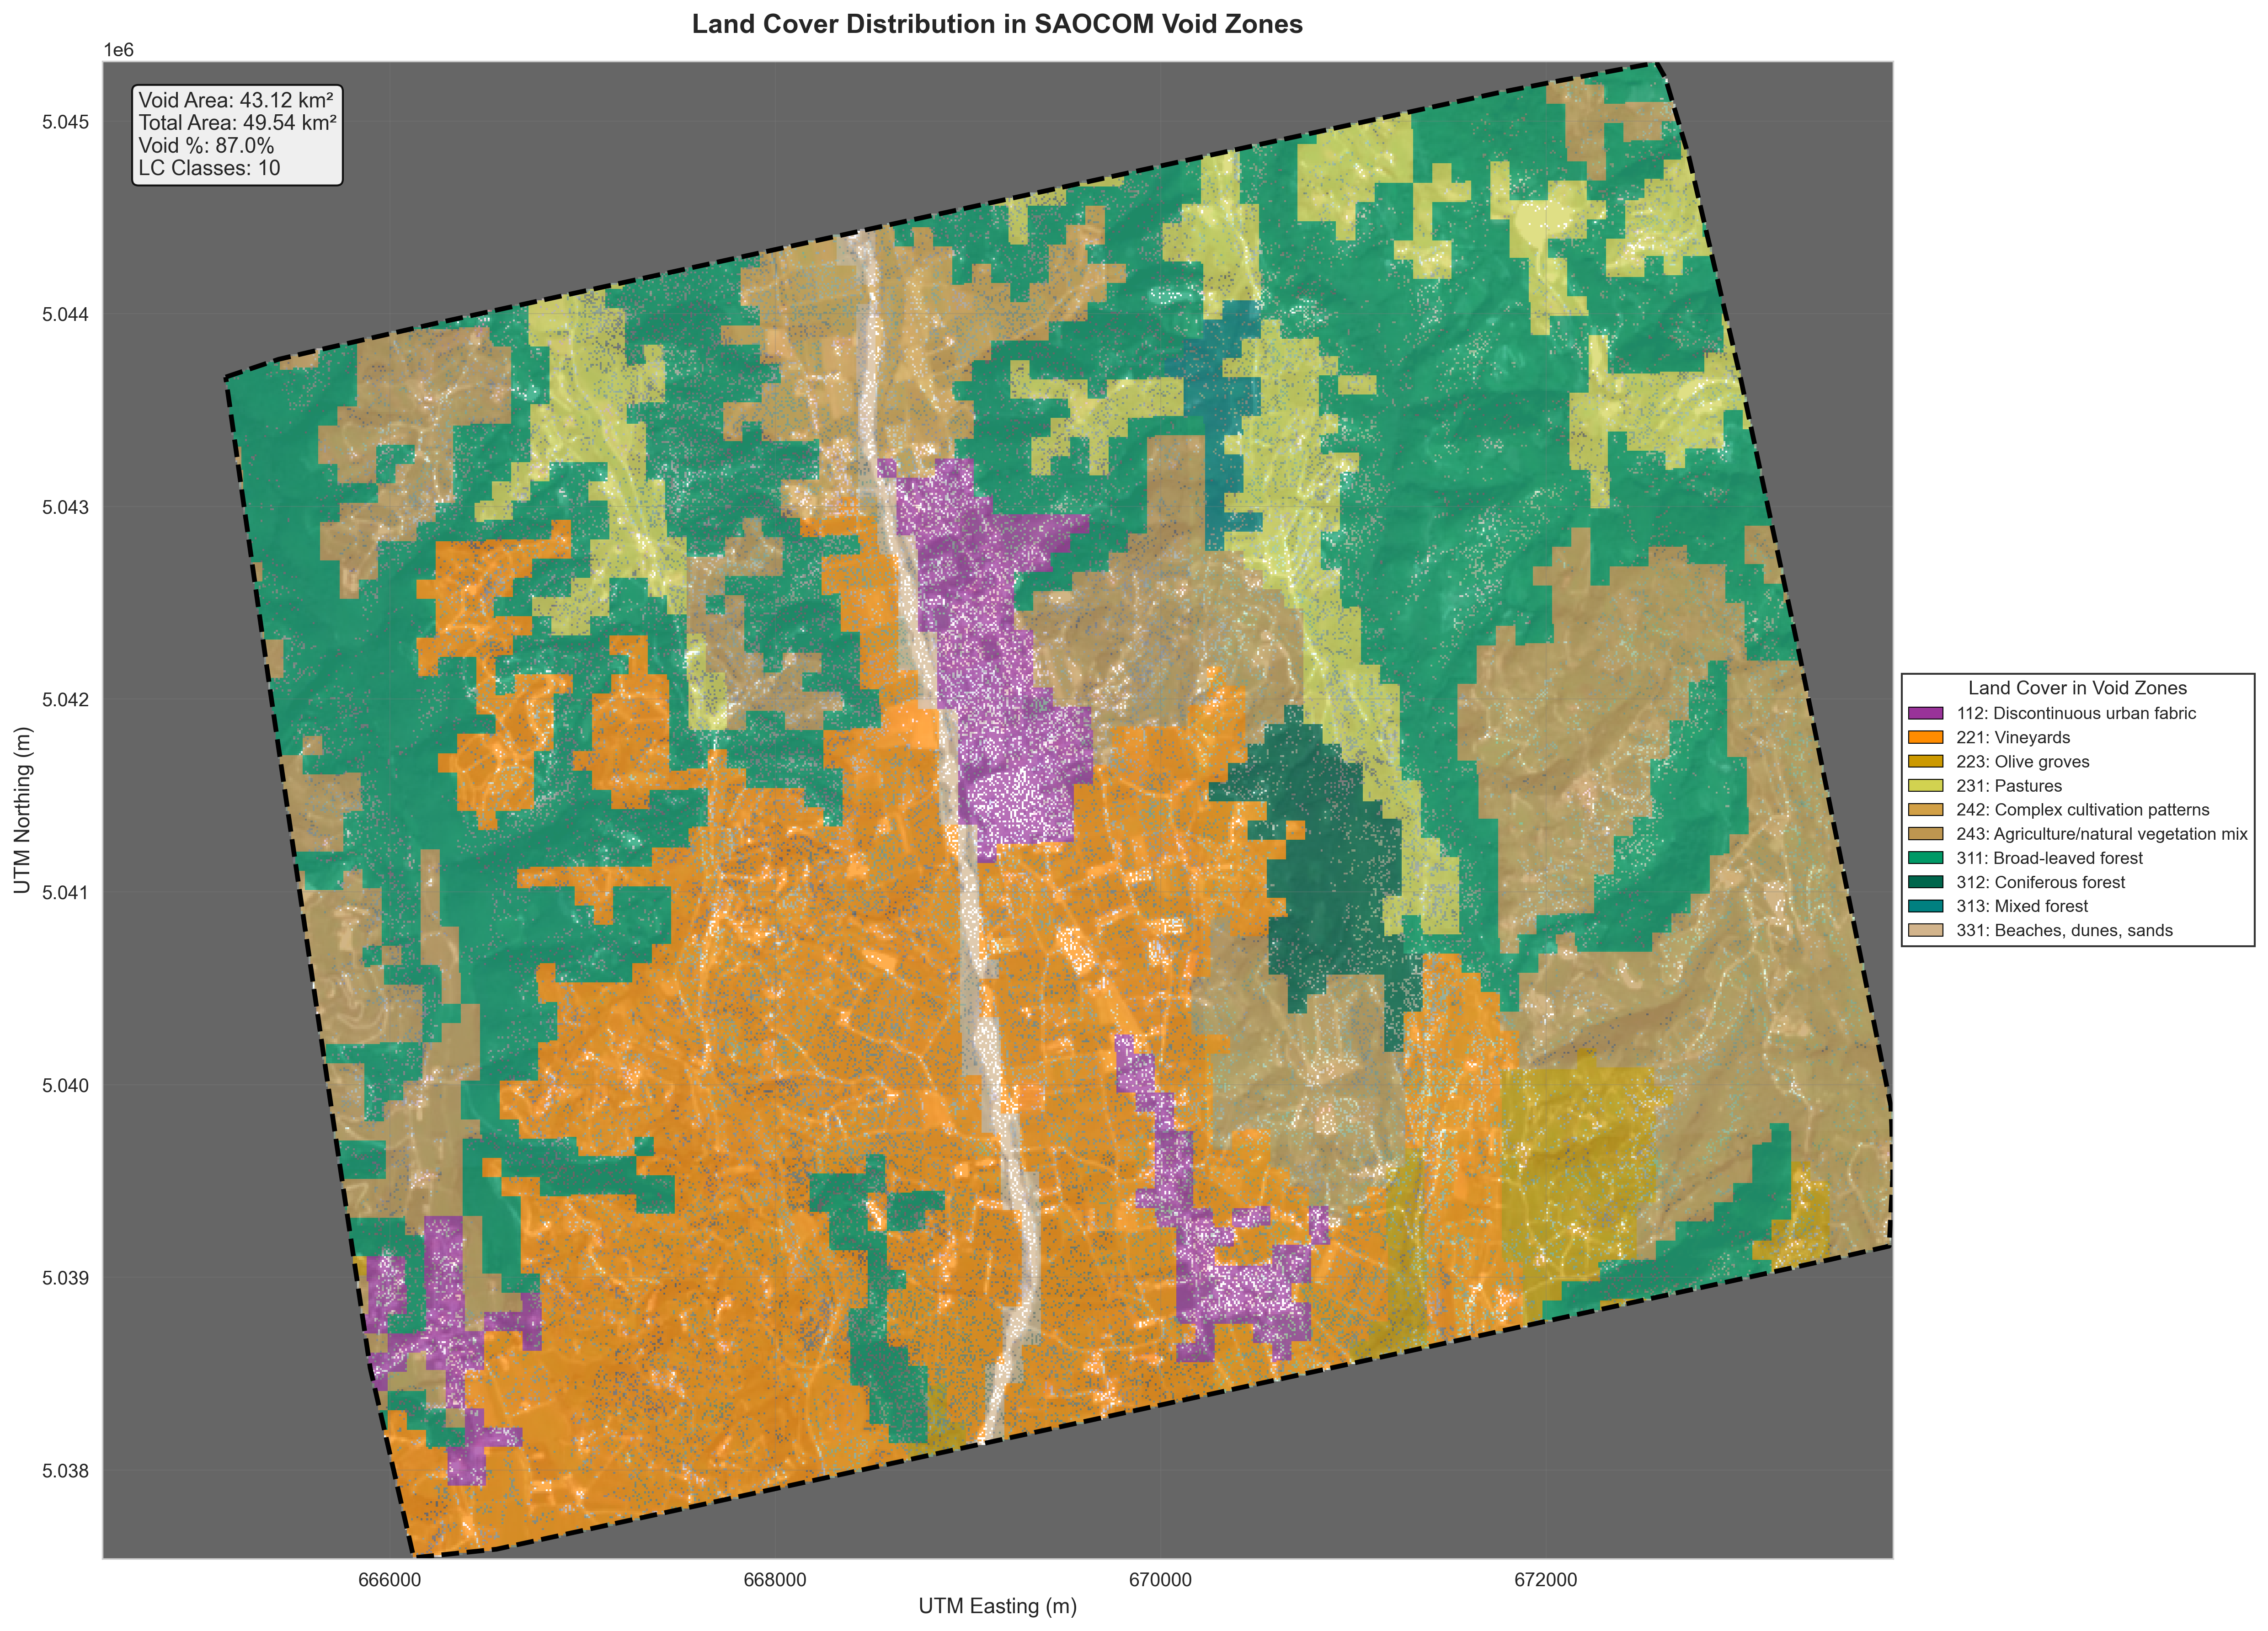 Land Cover Distribution in SAOCOM Void Zones
1e6
Void Area: 43.12 km²
Total Area: 49.54 km²
Void %: 87.0%
LC Classes: 10
5.045
5.044
5.043
5.042
5.041
5.040
5.039
5.038
UTM Northing (m)
666000
668000
670000
672000
UTM Easting (m)
Land Cover in Void Zones
112: Discontinuous urban fabric
221: Vineyards
223: Olive groves
231: Pastures
242: Complex cultivation patterns
243: Agriculture/natural vegetation mix
311: Broad-leaved forest
312: Coniferous forest
313: Mixed forest
331: Beaches, dunes, sands